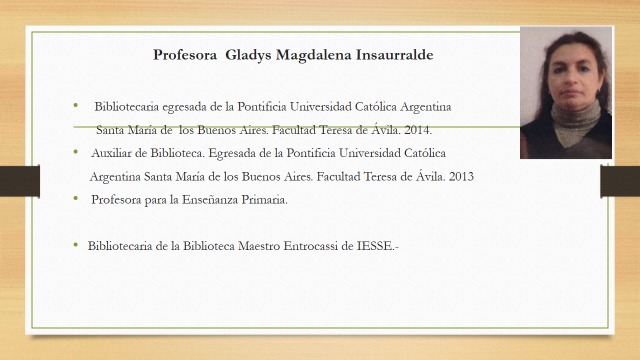 Profesora Gladys Magdalena Insaurralde
• Bibliotecaria egresada de la Pontificia Universidad Católica Argentina
Santa María de los Buenos Aires. Facultad Teresa de Ávila. 2014.
• Auxiliar de Biblioteca. Egresada de la Pontificia Universidad Católica
Argentina Santa María de los Buenos Aires. Facultad Teresa de Ávila. 2013
• Profesora para la Enseñanza Primaria.
• Bibliotecaria de la Biblioteca Maestro Entrocassi de IESSE.-